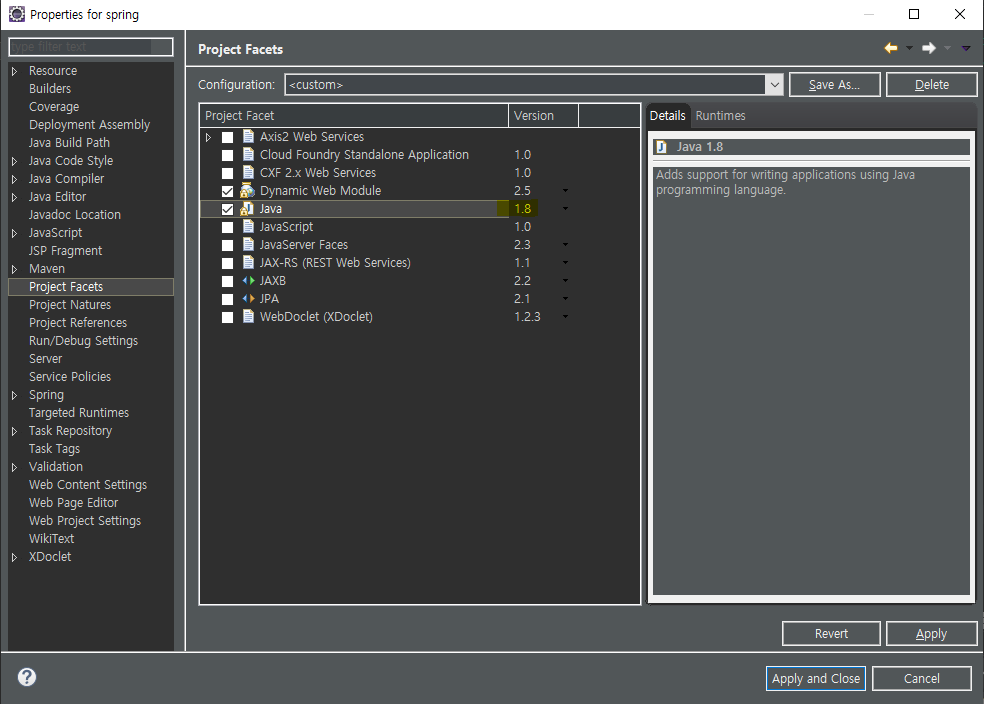 Properties for spring
type filter text
Resource
Builders
Coverage
Deployment Assembly
Java Build Path
Java Code Style
Java Compiler
Java Editor
Javadoc Location
JavaScript
JSP Fragment
Maven
Project Facets
Project Natures
Project References
Run/Debug Settings
Server
Service Policies
Spring
Targeted Runtimes
Task Repository
Task Tags
Validation
Web Content Settings
Web Page Editor
Web Project Settings
WikiText
XDoclet
Project Facets
Configuration: <custom> Save As... Delete
Project Facet Version
Axis2 Web Services
Cloud Foundry Standalone Application 1.0
CXF 2.x Web Services 1.0
Dynamic Web Module 2.5
Java 1.8
JavaScript 1.0
JavaServer Faces 2.3
JAX-RS (REST Web Services) 1.1
JAXB 2.2
JPA 2.1
WebDoclet (XDoclet) 1.2.3
Details Runtimes
Java 1.8
Adds support for writing applications using Java
programming language.
Revert Apply
? Apply and Close Cancel